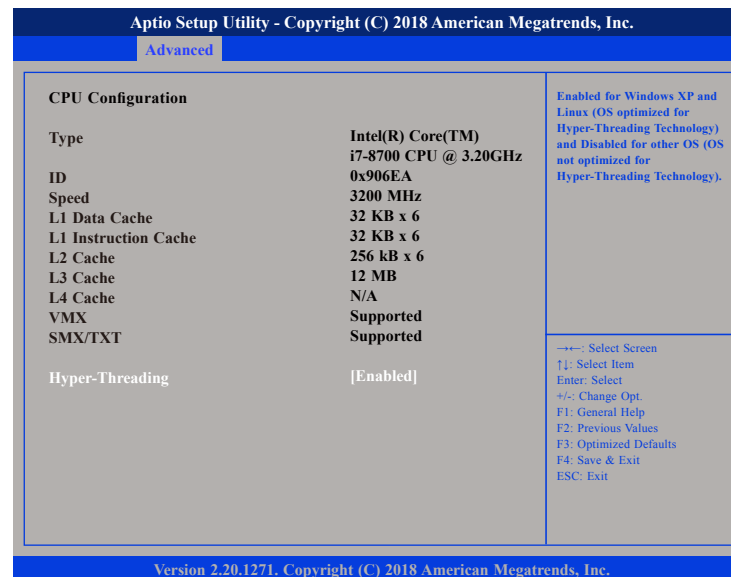 Aptio Setup Utility - Copyright (C) 2018 American Megatrends, Inc.
Advanced
CPU Configuration
Type Intel(R) Core(TM)
i7-8700 CPU @ 3.20GHz
ID 0x906EA
Speed 3200 MHz
L1 Data Cache 32 KB x 6
L1 Instruction Cache 32 KB x 6
L2 Cache 256 kB x 6
L3 Cache 12 MB
L4 Cache N/A
VMX Supported
SMX/TXT Supported
Hyper-Threading [Enabled]
Enabled for Windows XP and
Linux (OS optimized for
Hyper-Threading Technology)
and Disabled for other OS (OS
not optimized for
Hyper-Threading Technology).
→←: Select Screen
↑↓: Select Item
Enter: Select
+/-: Change Opt.
F1: General Help
F2: Previous Values
F3: Optimized Defaults
F4: Save & Exit
ESC: Exit
Version 2.20.1271. Copyright (C) 2018 American Megatrends, Inc.